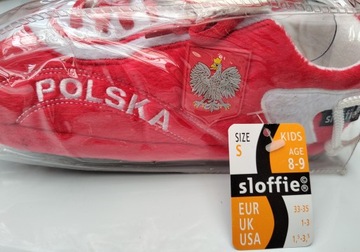 POLSKA
SIZE
S
KIDS
AGE
8-9
sloffie®
EUR 33-35
UK 1-3
USA